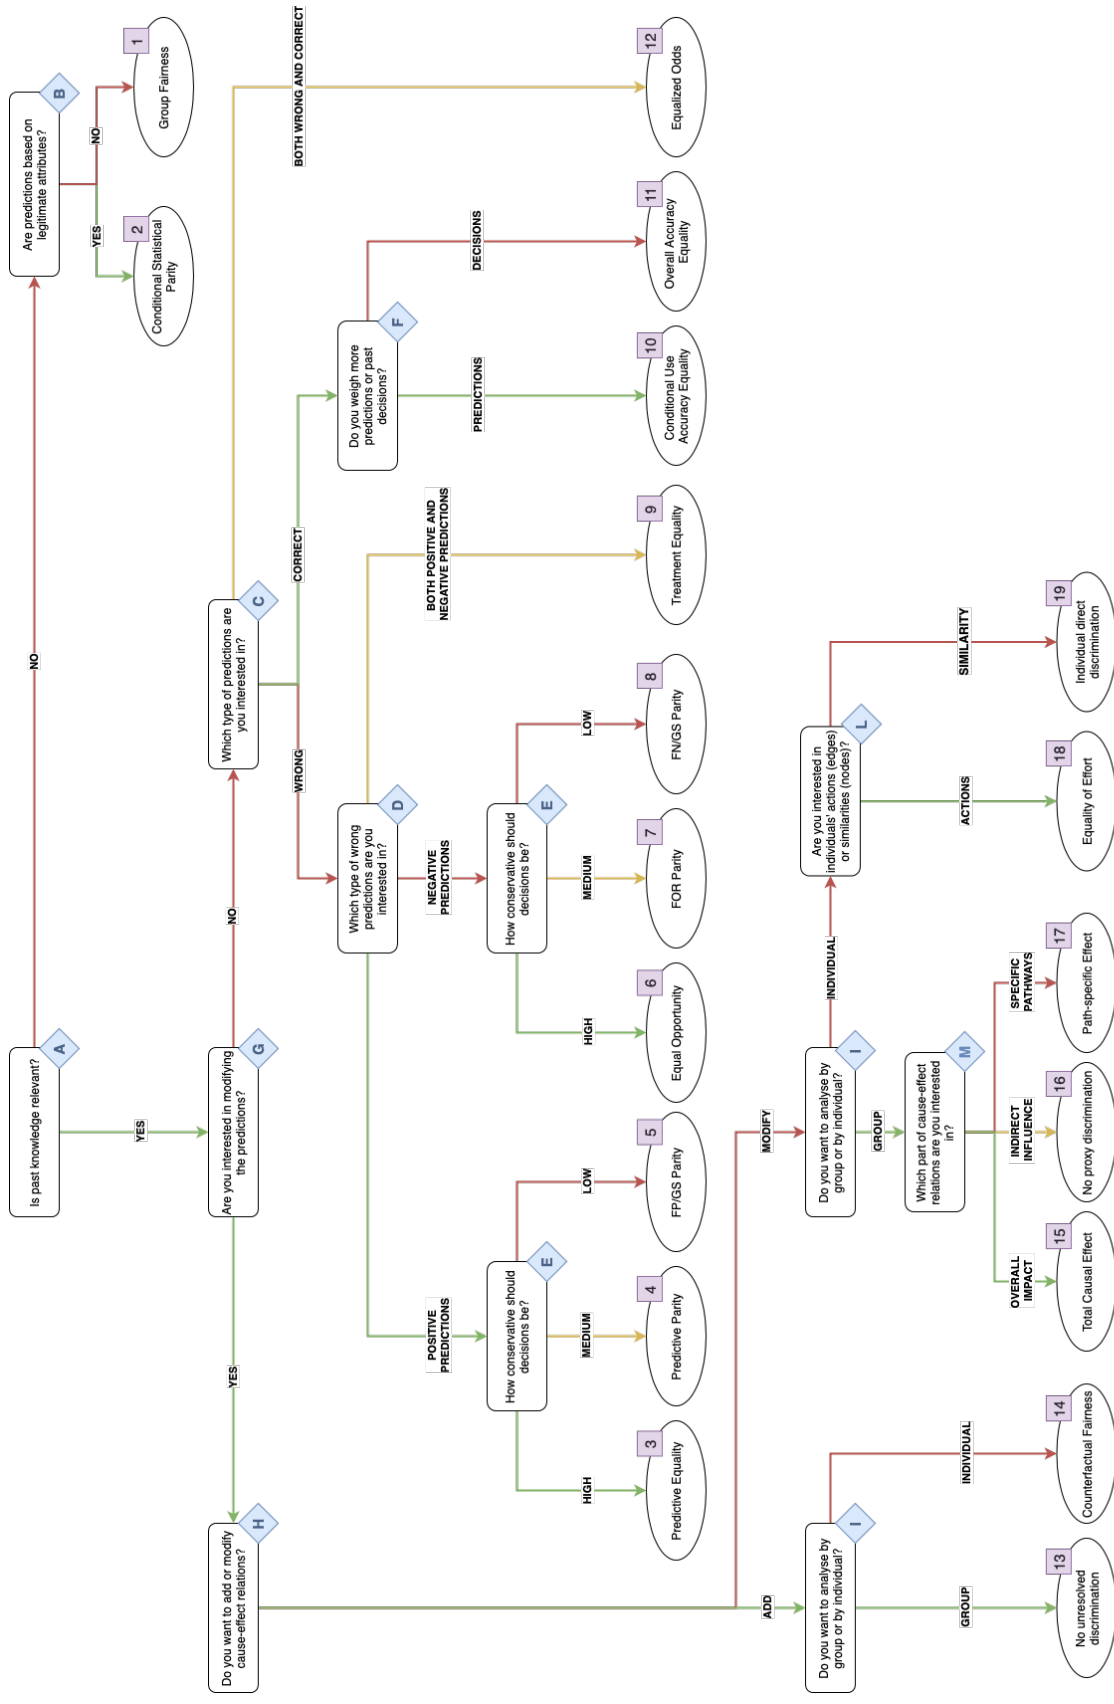 Is past knowledge relevant?
A
NO
YES
Are predictions based on
legitimate attributes?
B
YES
NO
2
Conditional Statistical
Parity
1
Group Fairness
Are you interested in modifying
the predictions?
G
YES
NO
Do you want to add or modify
cause-effect relations?
H
Which type of predictions are
you interested in?
C
WRONG
CORRECT
BOTH WRONG AND CORRECT
Which type of wrong
predictions are you
interested in?
D
Do you weigh more
predictions or past
decisions?
F
POSITIVE
PREDICTIONS
NEGATIVE
PREDICTIONS
BOTH POSITIVE AND
NEGATIVE PREDICTIONS
PREDICTIONS
DECISIONS
How conservative should
decisions be?
E
How conservative should
decisions be?
E
HIGH
MEDIUM
LOW
HIGH
MEDIUM
LOW
3
Predictive Equality
4
Predictive Parity
5
FP/GS Parity
6
Equal Opportunity
7
FOR Parity
8
FN/GS Parity
9
Treatment Equality
10
Conditional Use
Accuracy Equality
11
Overall Accuracy
Equality
12
Equalized Odds
ADD
MODIFY
Do you want to analyse by
group or by individual?
I
Do you want to analyse by
group or by individual?
I
INDIVIDUAL
Are you interested in
individuals' actions (edges)
or similarities (nodes)?
L
GROUP
Which part of cause-effect
relations are you interested
in?
M
GROUP
INDIVIDUAL
OVERALL
IMPACT
INDIRECT
INFLUENCE
SPECIFIC
PATHWAYS
ACTIONS
SIMILARITY
13
No unresolved
discrimination
14
Counterfactual Fairness
15
Total Causal Effect
16
No proxy discrimination
17
Path-specific Effect
18
Equality of Effort
19
Individual direct
discrimination